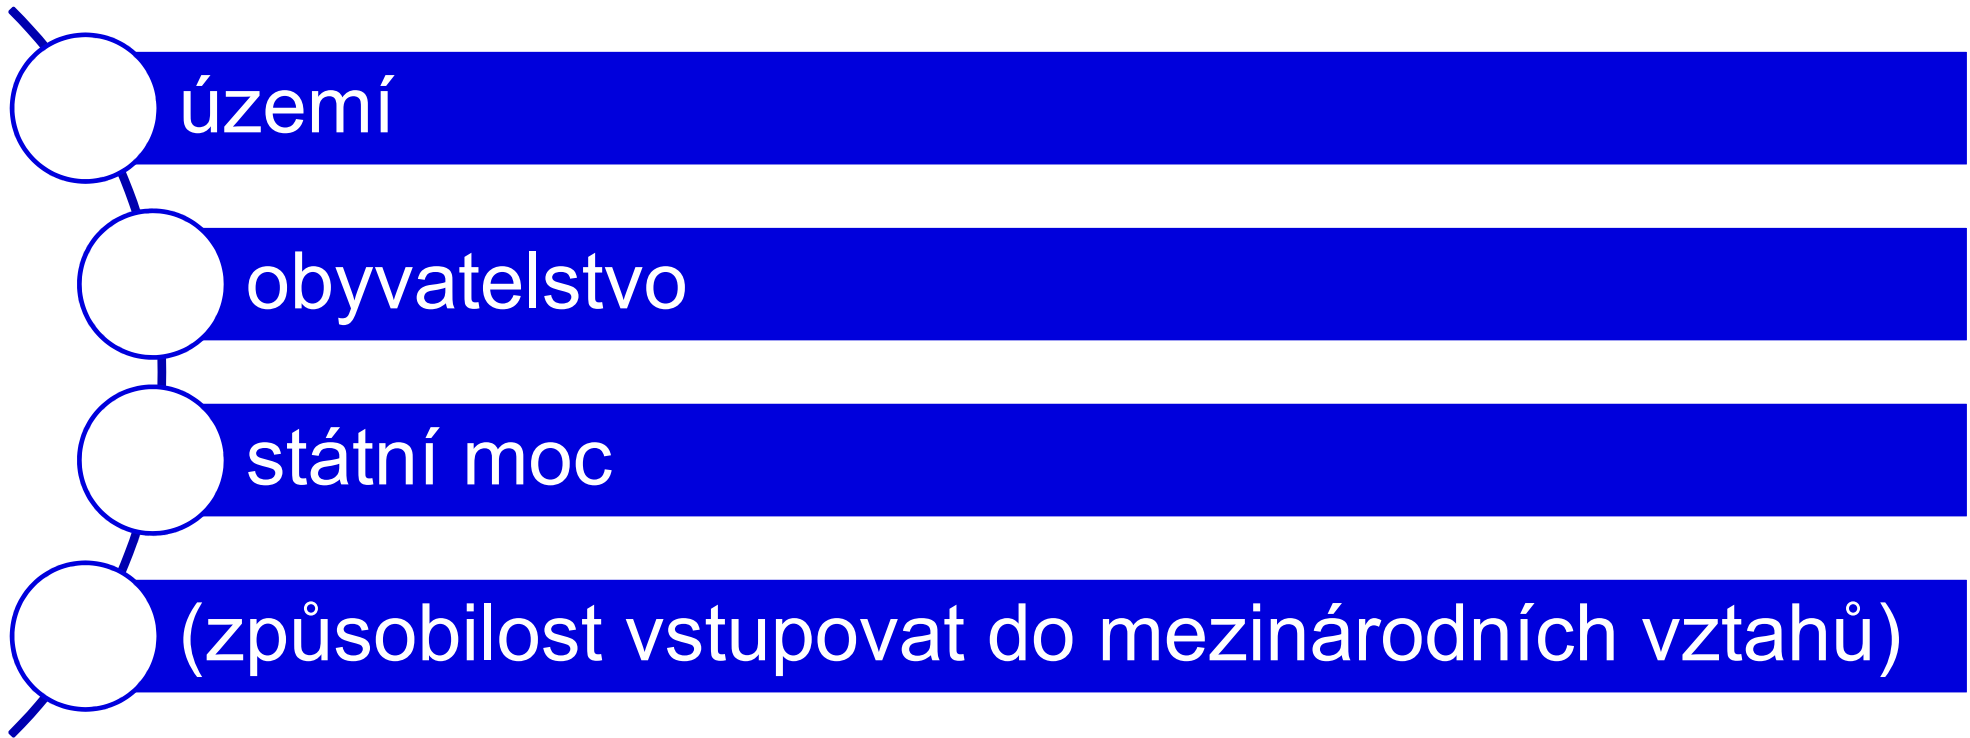 území
obyvatelstvo
státní moc
(způsobilost vstupovat do mezinárodních vztahů)